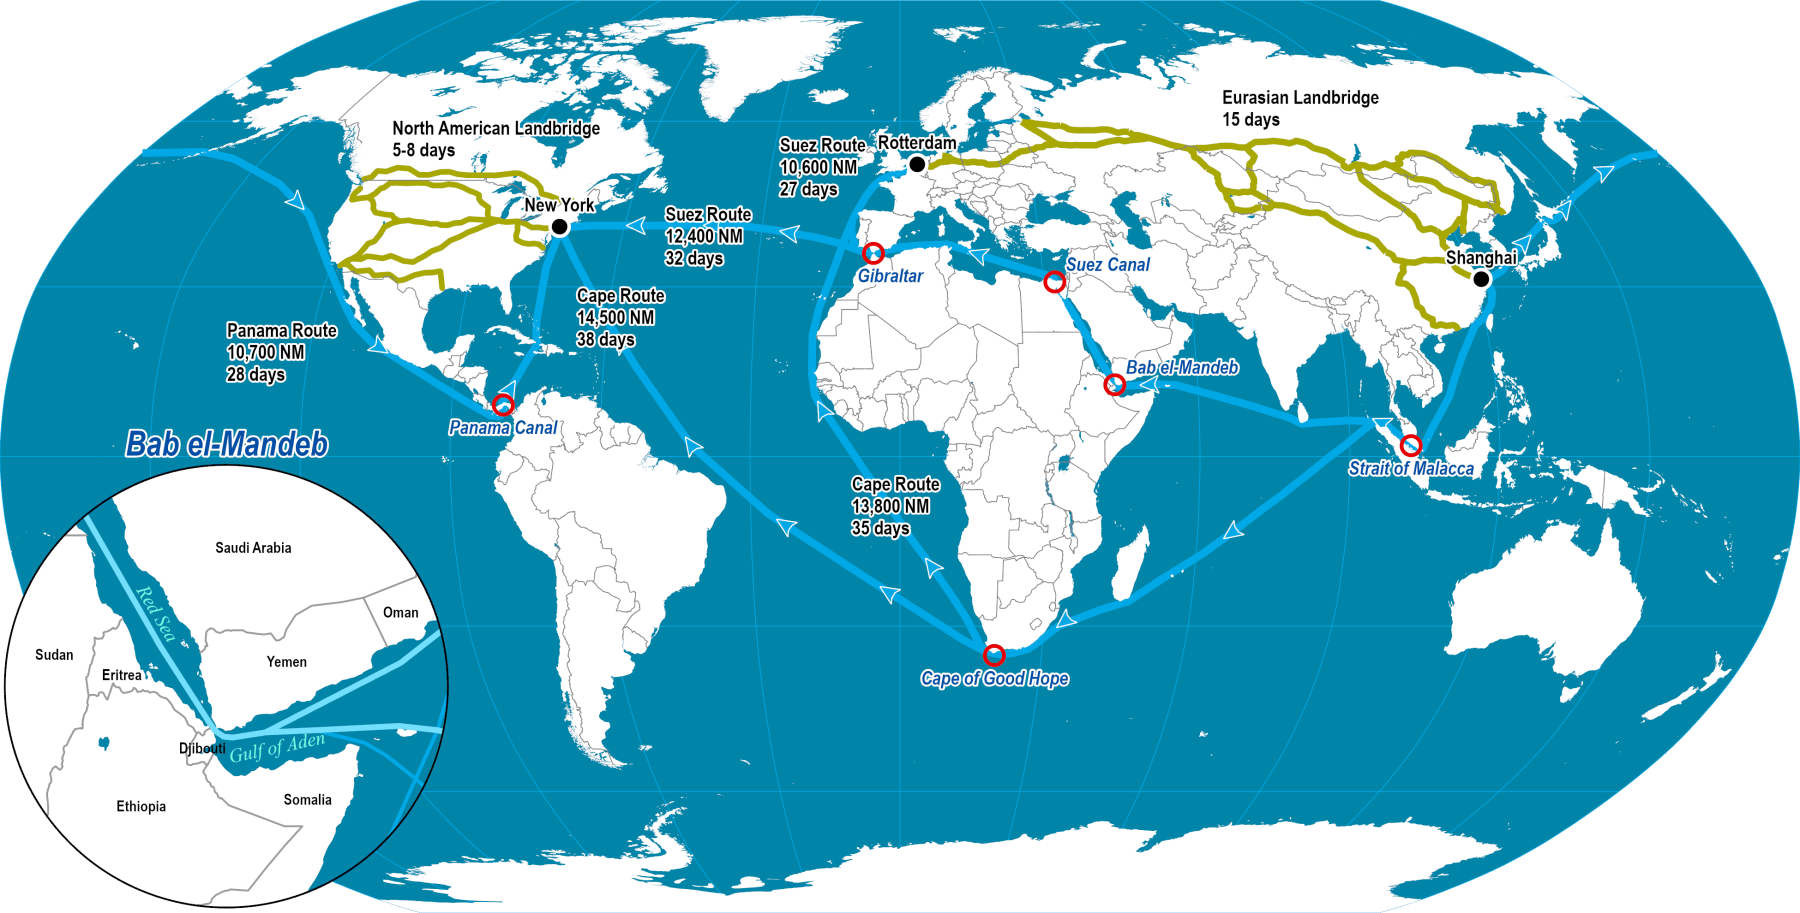 Eurasian Landbridge
15 days
North American Landbridge
5-8 days
Suez Route
10,600 NM
27 days
Rotterdam
New York
Suez Route
12,400 NM
32 days
Gibraltar
Suez Canal
Shanghai
Cape Route
14,500 NM
38 days
Panama Route
10,700 NM
28 days
Bab el-Mandeb
Panama Canal
Strait of Malacca
Cape Route
13,800 NM
35 days
Cape of Good Hope
Bab el-Mandeb
Saudi Arabia
Red Sea
Oman
Sudan
Yemen
Eritrea
Djibouti
Gulf of Aden
Ethiopia
Somalia